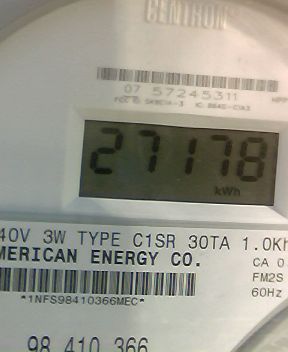 CENTRON
07 57245311
27178
kWh
40V 3W TYPE C1SR 30TA 1.0Kh
MERICAN ENERGY CO.
CA 0
FM2S
*1NFS98410366MEC*
60Hz
98 410 366